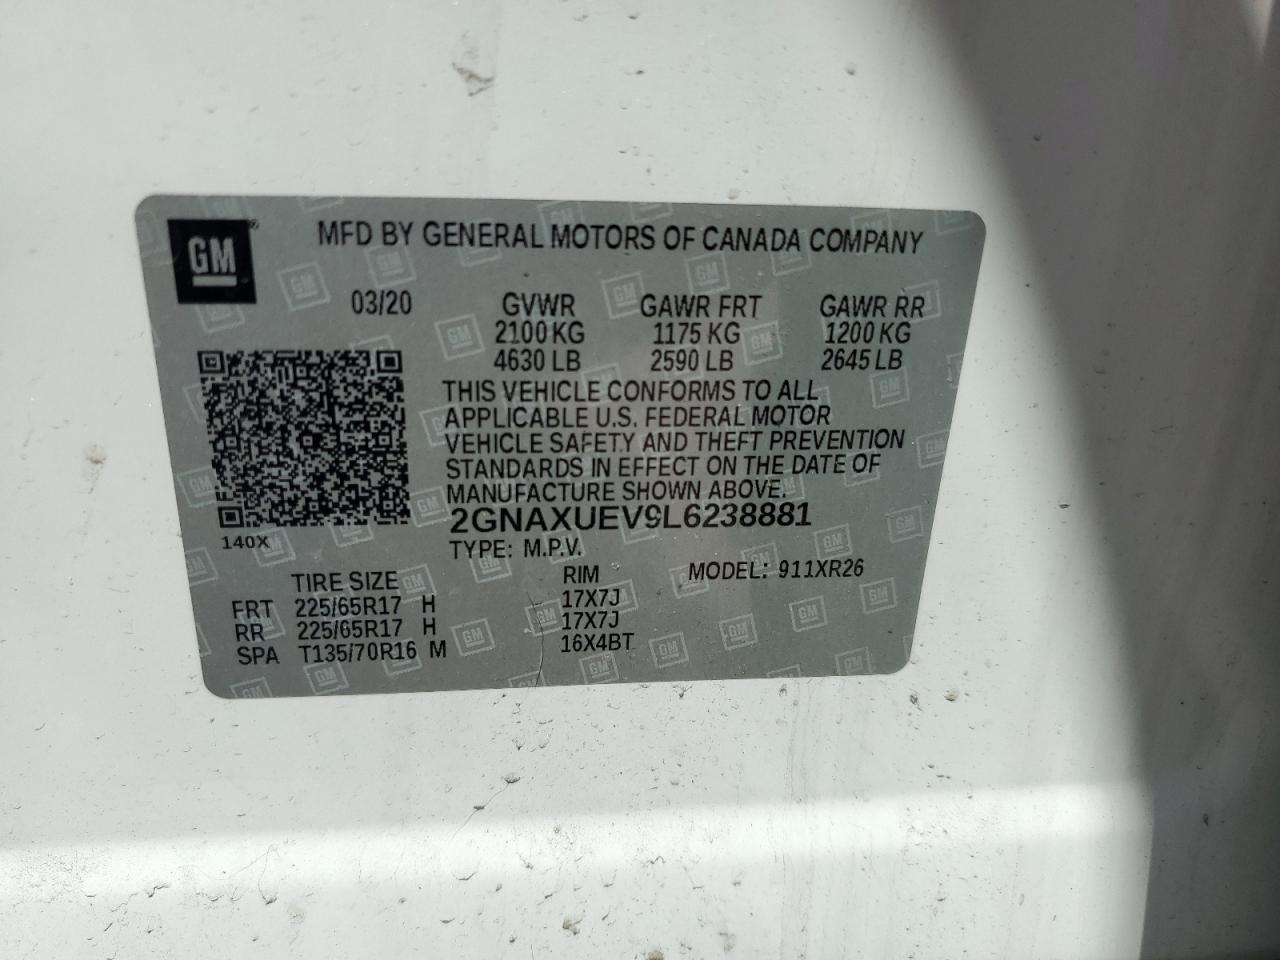 GM®
MFD BY GENERAL MOTORS OF CANADA COMPANY
03/20 GVWR GAWR FRT GAWR RR
2100 KG 1175 KG 1200 KG
4630 LB 2590 LB 2645 LB
THIS VEHICLE CONFORMS TO ALL
APPLICABLE U.S. FEDERAL MOTOR
VEHICLE SAFETY AND THEFT PREVENTION
STANDARDS IN EFFECT ON THE DATE OF
MANUFACTURE SHOWN ABOVE.
2GNAXUEV9L6238881
140X
TYPE: M.P.V.
TIRE SIZE RIM MODEL: 911XR26
FRT 225/65R17 H 17X7J
RR 225/65R17 H 17X7J
SPA T135/70R16 M 16X4BT